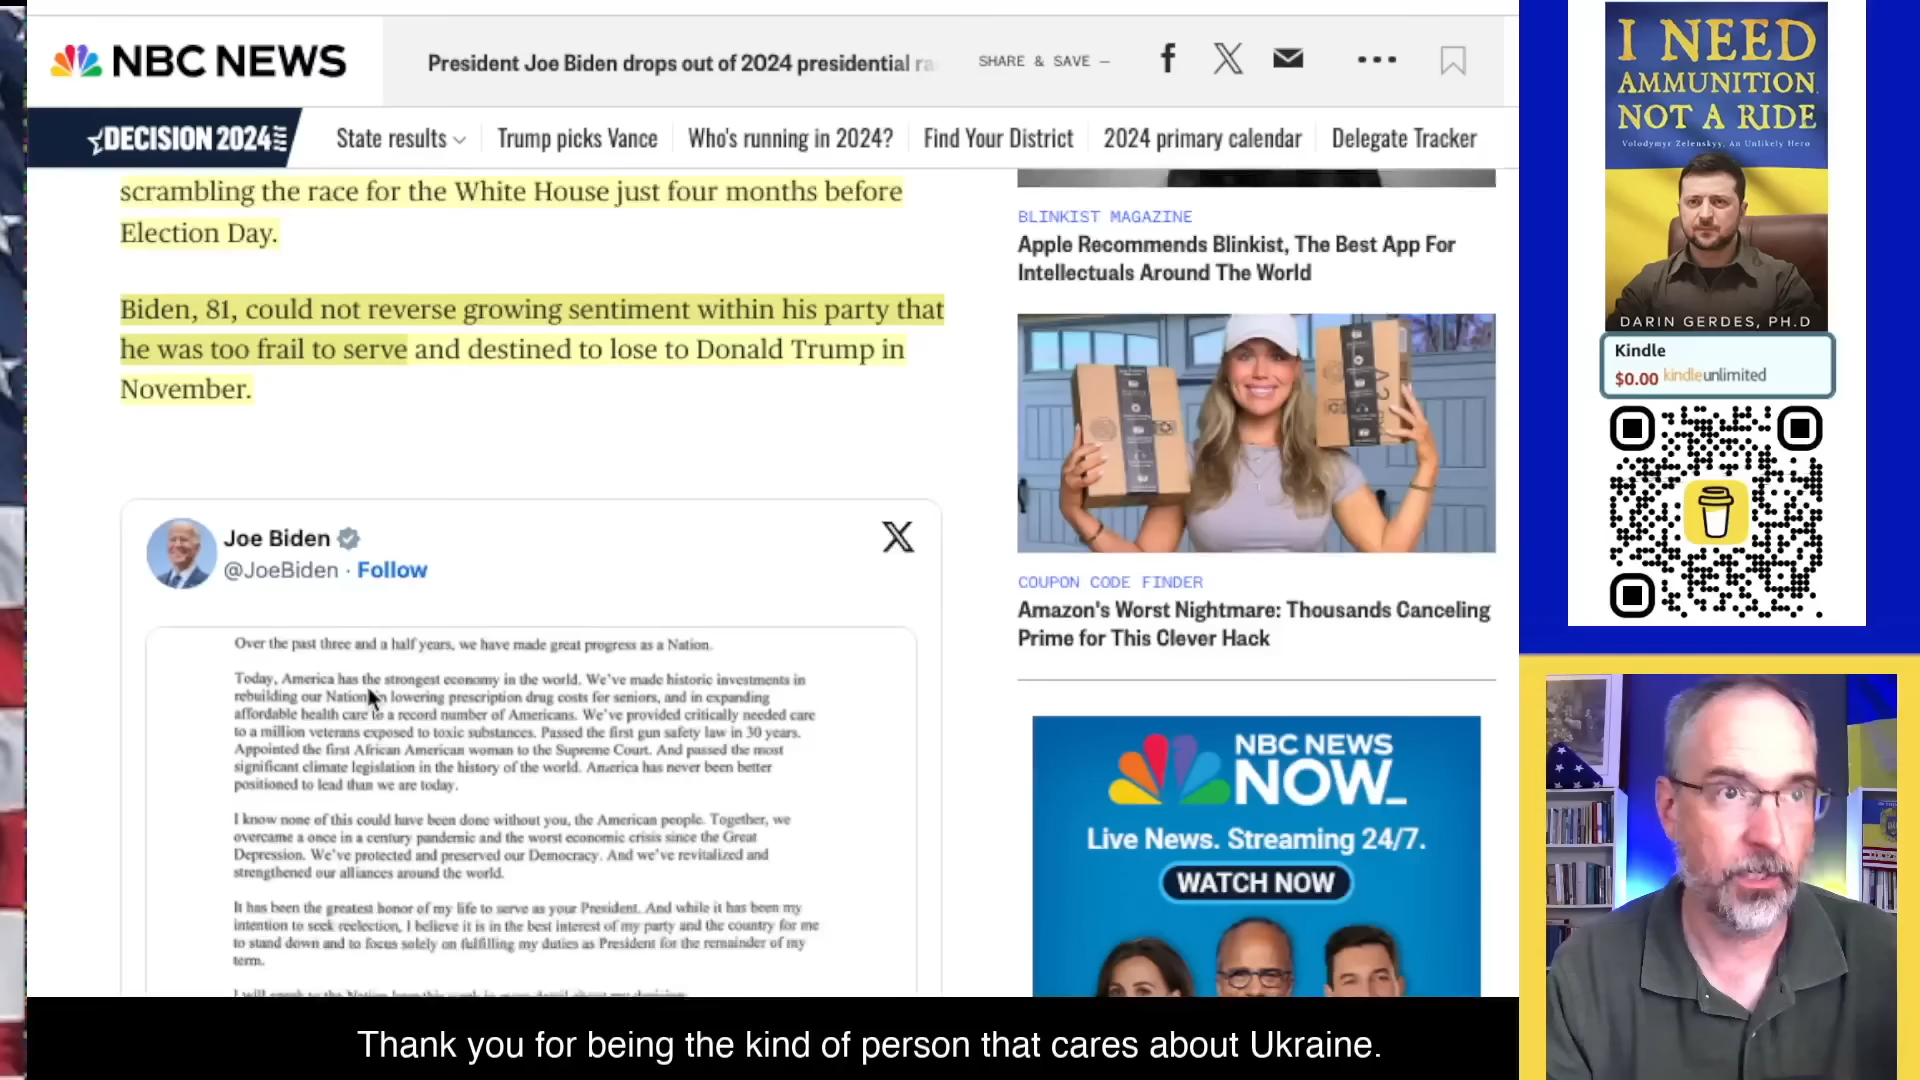 NBC NEWS
President Joe Biden drops out of 2024 presidential ra
SHARE & SAVE —
DECISION 2024
State results
Trump picks Vance
Who's running in 2024?
Find Your District
2024 primary calendar
Delegate Tracker
scrambling the race for the White House just four months before
Election Day.
Biden, 81, could not reverse growing sentiment within his party that
he was too frail to serve and destined to lose to Donald Trump in
November.
Joe Biden
@JoeBiden · Follow
Over the past three and a half years, we have made great progress as a Nation.
Today, America has the strongest economy in the world. We've made historic investments in
rebuilding our Nation, in lowering prescription drug costs for seniors, and in expanding
affordable health care to a record number of Americans. We've provided critically needed care
to a million veterans exposed to toxic substances. Passed the first gun safety law in 30 years.
Appointed the first African American woman to the Supreme Court. And passed the most
significant climate legislation in the history of the world. America has never been better
positioned to lead than we are today.
I know none of this could have been done without you, the American people. Together, we
overcame a once in a century pandemic and the worst economic crisis since the Great
Depression. We've protected and preserved our Democracy. And we've revitalized and
strengthened our alliances around the world.
It has been the greatest honor of my life to serve as your President. And while it has been my
intention to seek reelection, I believe it is in the best interest of my party and the country for me
to stand down and to focus solely on fulfilling my duties as President for the remainder of my
term.
BLINKIST MAGAZINE
Apple Recommends Blinkist, The Best App For
Intellectuals Around The World
COUPON CODE FINDER
Amazon's Worst Nightmare: Thousands Canceling
Prime for This Clever Hack
NBC NEWS
NOW_
Live News. Streaming 24/7.
WATCH NOW
I NEED
AMMUNITION,
NOT A RIDE
Volodymyr Zelenskyy, An Unlikely Hero
DARIN GERDES, PH.D
Kindle
$0.00 kindleunlimited
Thank you for being the kind of person that cares about Ukraine.